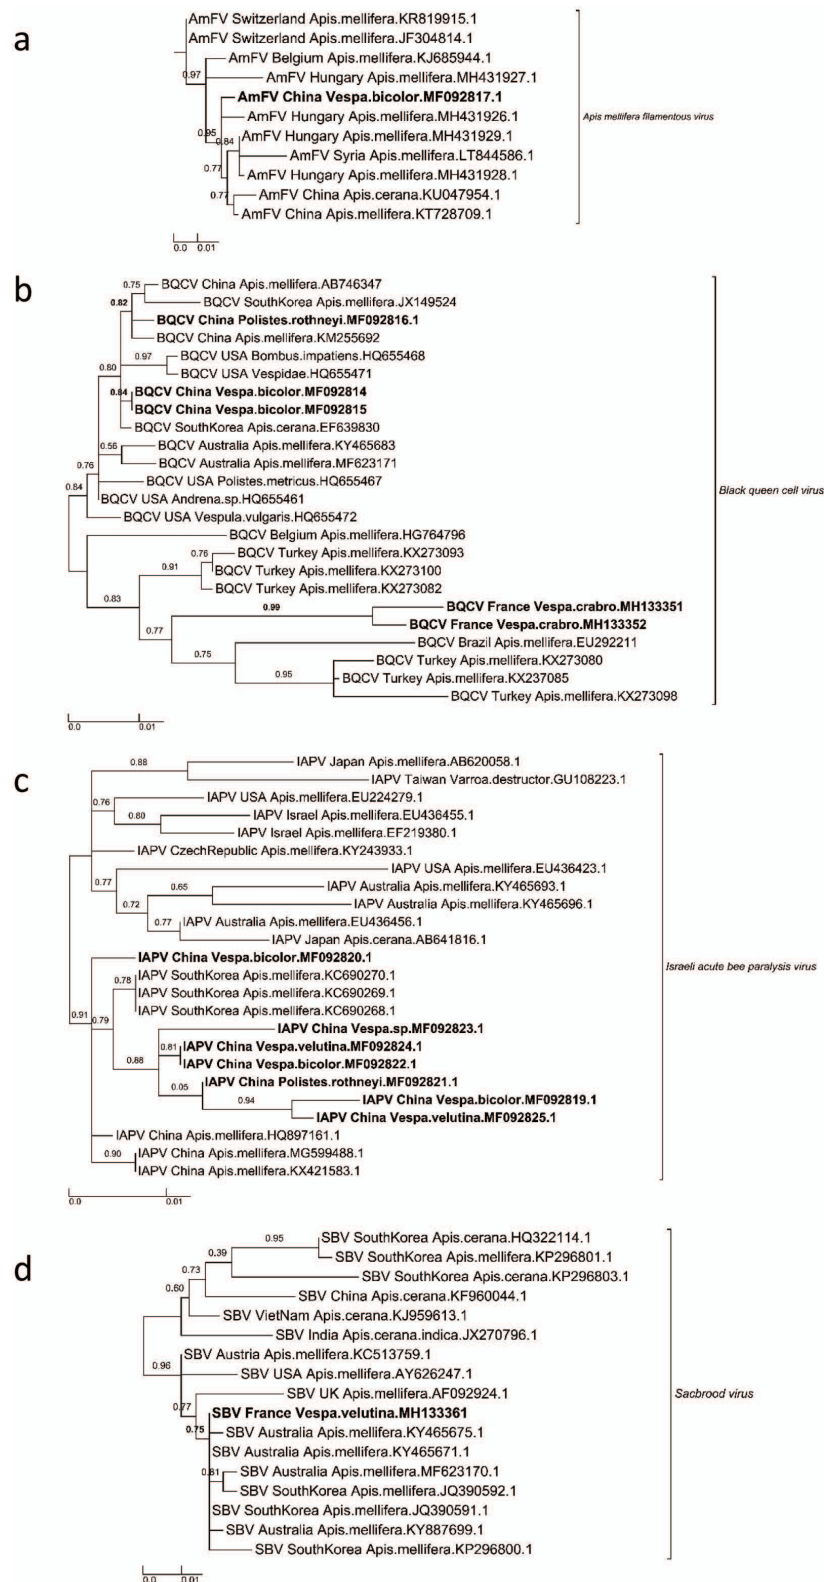 a
AmFV Switzerland Apis.mellifera.KR819915.1
AmFV Switzerland Apis.mellifera.JF304814.1
AmFV Belgium Apis.mellifera.KJ685944.1
0.97
AmFV Hungary Apis.mellifera.MH431927.1
AmFV China Vespa.bicolor.MF092817.1
AmFV Hungary Apis.mellifera.MH431926.1
Apis mellifera filamentous virus
0.95
0.84
AmFV Hungary Apis.mellifera.MH431929.1
AmFV Syria Apis.mellifera.LT844586.1
0.77
AmFV Hungary Apis.mellifera.MH431928.1
0.77
AmFV China Apis.cerana.KU047954.1
AmFV China Apis.mellifera.KT728709.1
0.0 0.01
b
0.75
BQCV China Apis.mellifera.AB746347
0.82
BQCV SouthKorea Apis.mellifera.JX149524
BQCV China Polistes.rothneyi.MF092816.1
BQCV China Apis.mellifera.KM255692
0.97
BQCV USA Bombus.impatiens.HQ655468
0.80
BQCV USA Vespidae.HQ655471
0.84
BQCV China Vespa.bicolor.MF092814
BQCV China Vespa.bicolor.MF092815
BQCV SouthKorea Apis.cerana.EF639830
0.56
BQCV Australia Apis.mellifera.KY465683
0.76
BQCV Australia Apis.mellifera.MF623171
BQCV USA Polistes.metricus.HQ655467
0.84
BQCV USA Andrena.sp.HQ655461
Black queen cell virus
BQCV USA Vespula.vulgaris.HQ655472
BQCV Belgium Apis.mellifera.HG764796
0.76
BQCV Turkey Apis.mellifera.KX273093
0.91
BQCV Turkey Apis.mellifera.KX273100
BQCV Turkey Apis.mellifera.KX273082
0.83
0.99
BQCV France Vespa.crabro.MH133351
BQCV France Vespa.crabro.MH133352
0.77
BQCV Brazil Apis.mellifera.EU292211
0.75
BQCV Turkey Apis.mellifera.KX273080
0.95
BQCV Turkey Apis.mellifera.KX237085
BQCV Turkey Apis.mellifera.KX273098
0.0 0.01
c
0.88
IAPV Japan Apis.mellifera.AB620058.1
IAPV Taiwan Varroa.destructor.GU108223.1
0.76
IAPV USA Apis.mellifera.EU224279.1
0.80
IAPV Israel Apis.mellifera.EU436455.1
IAPV Israel Apis.mellifera.EF219380.1
IAPV CzechRepublic Apis.mellifera.KY243933.1
IAPV USA Apis.mellifera.EU436423.1
0.77
0.65
IAPV Australia Apis.mellifera.KY465693.1
0.72
IAPV Australia Apis.mellifera.KY465696.1
0.77
IAPV Australia Apis.mellifera.EU436456.1
IAPV Japan Apis.cerana.AB641816.1
IAPV China Vespa.bicolor.MF092820.1
Israeli acute bee paralysis virus
0.78
IAPV SouthKorea Apis.mellifera.KC690270.1
IAPV SouthKorea Apis.mellifera.KC690269.1
IAPV SouthKorea Apis.mellifera.KC690268.1
0.91
0.79
IAPV China Vespa.sp.MF092823.1
0.81
IAPV China Vespa.velutina.MF092824.1
0.88
IAPV China Vespa.bicolor.MF092822.1
0.05
IAPV China Polistes.rothneyi.MF092821.1
0.94
IAPV China Vespa.bicolor.MF092819.1
IAPV China Vespa.velutina.MF092825.1
IAPV China Apis.mellifera.HQ897161.1
0.90
IAPV China Apis.mellifera.MG599488.1
IAPV China Apis.mellifera.KX421583.1
0.0 0.01
d
0.95
SBV SouthKorea Apis.cerana.HQ322114.1
0.39
SBV SouthKorea Apis.mellifera.KP296801.1
0.73
SBV SouthKorea Apis.cerana.KP296803.1
0.60
SBV China Apis.cerana.KF960044.1
SBV VietNam Apis.cerana.KJ959613.1
SBV India Apis.cerana.indica.JX270796.1
SBV Austria Apis.mellifera.KC513759.1
0.96
SBV USA Apis.mellifera.AY626247.1
SBV UK Apis.mellifera.AF092924.1
Sacbrood virus
0.77
SBV France Vespa.velutina.MH133361
0.75
SBV Australia Apis.mellifera.KY465675.1
SBV Australia Apis.mellifera.KY465671.1
0.81
SBV Australia Apis.mellifera.MF623170.1
SBV SouthKorea Apis.mellifera.JQ390592.1
SBV SouthKorea Apis.mellifera.JQ390591.1
SBV Australia Apis.mellifera.KY887699.1
SBV SouthKorea Apis.mellifera.KP296800.1
0.0 0.01